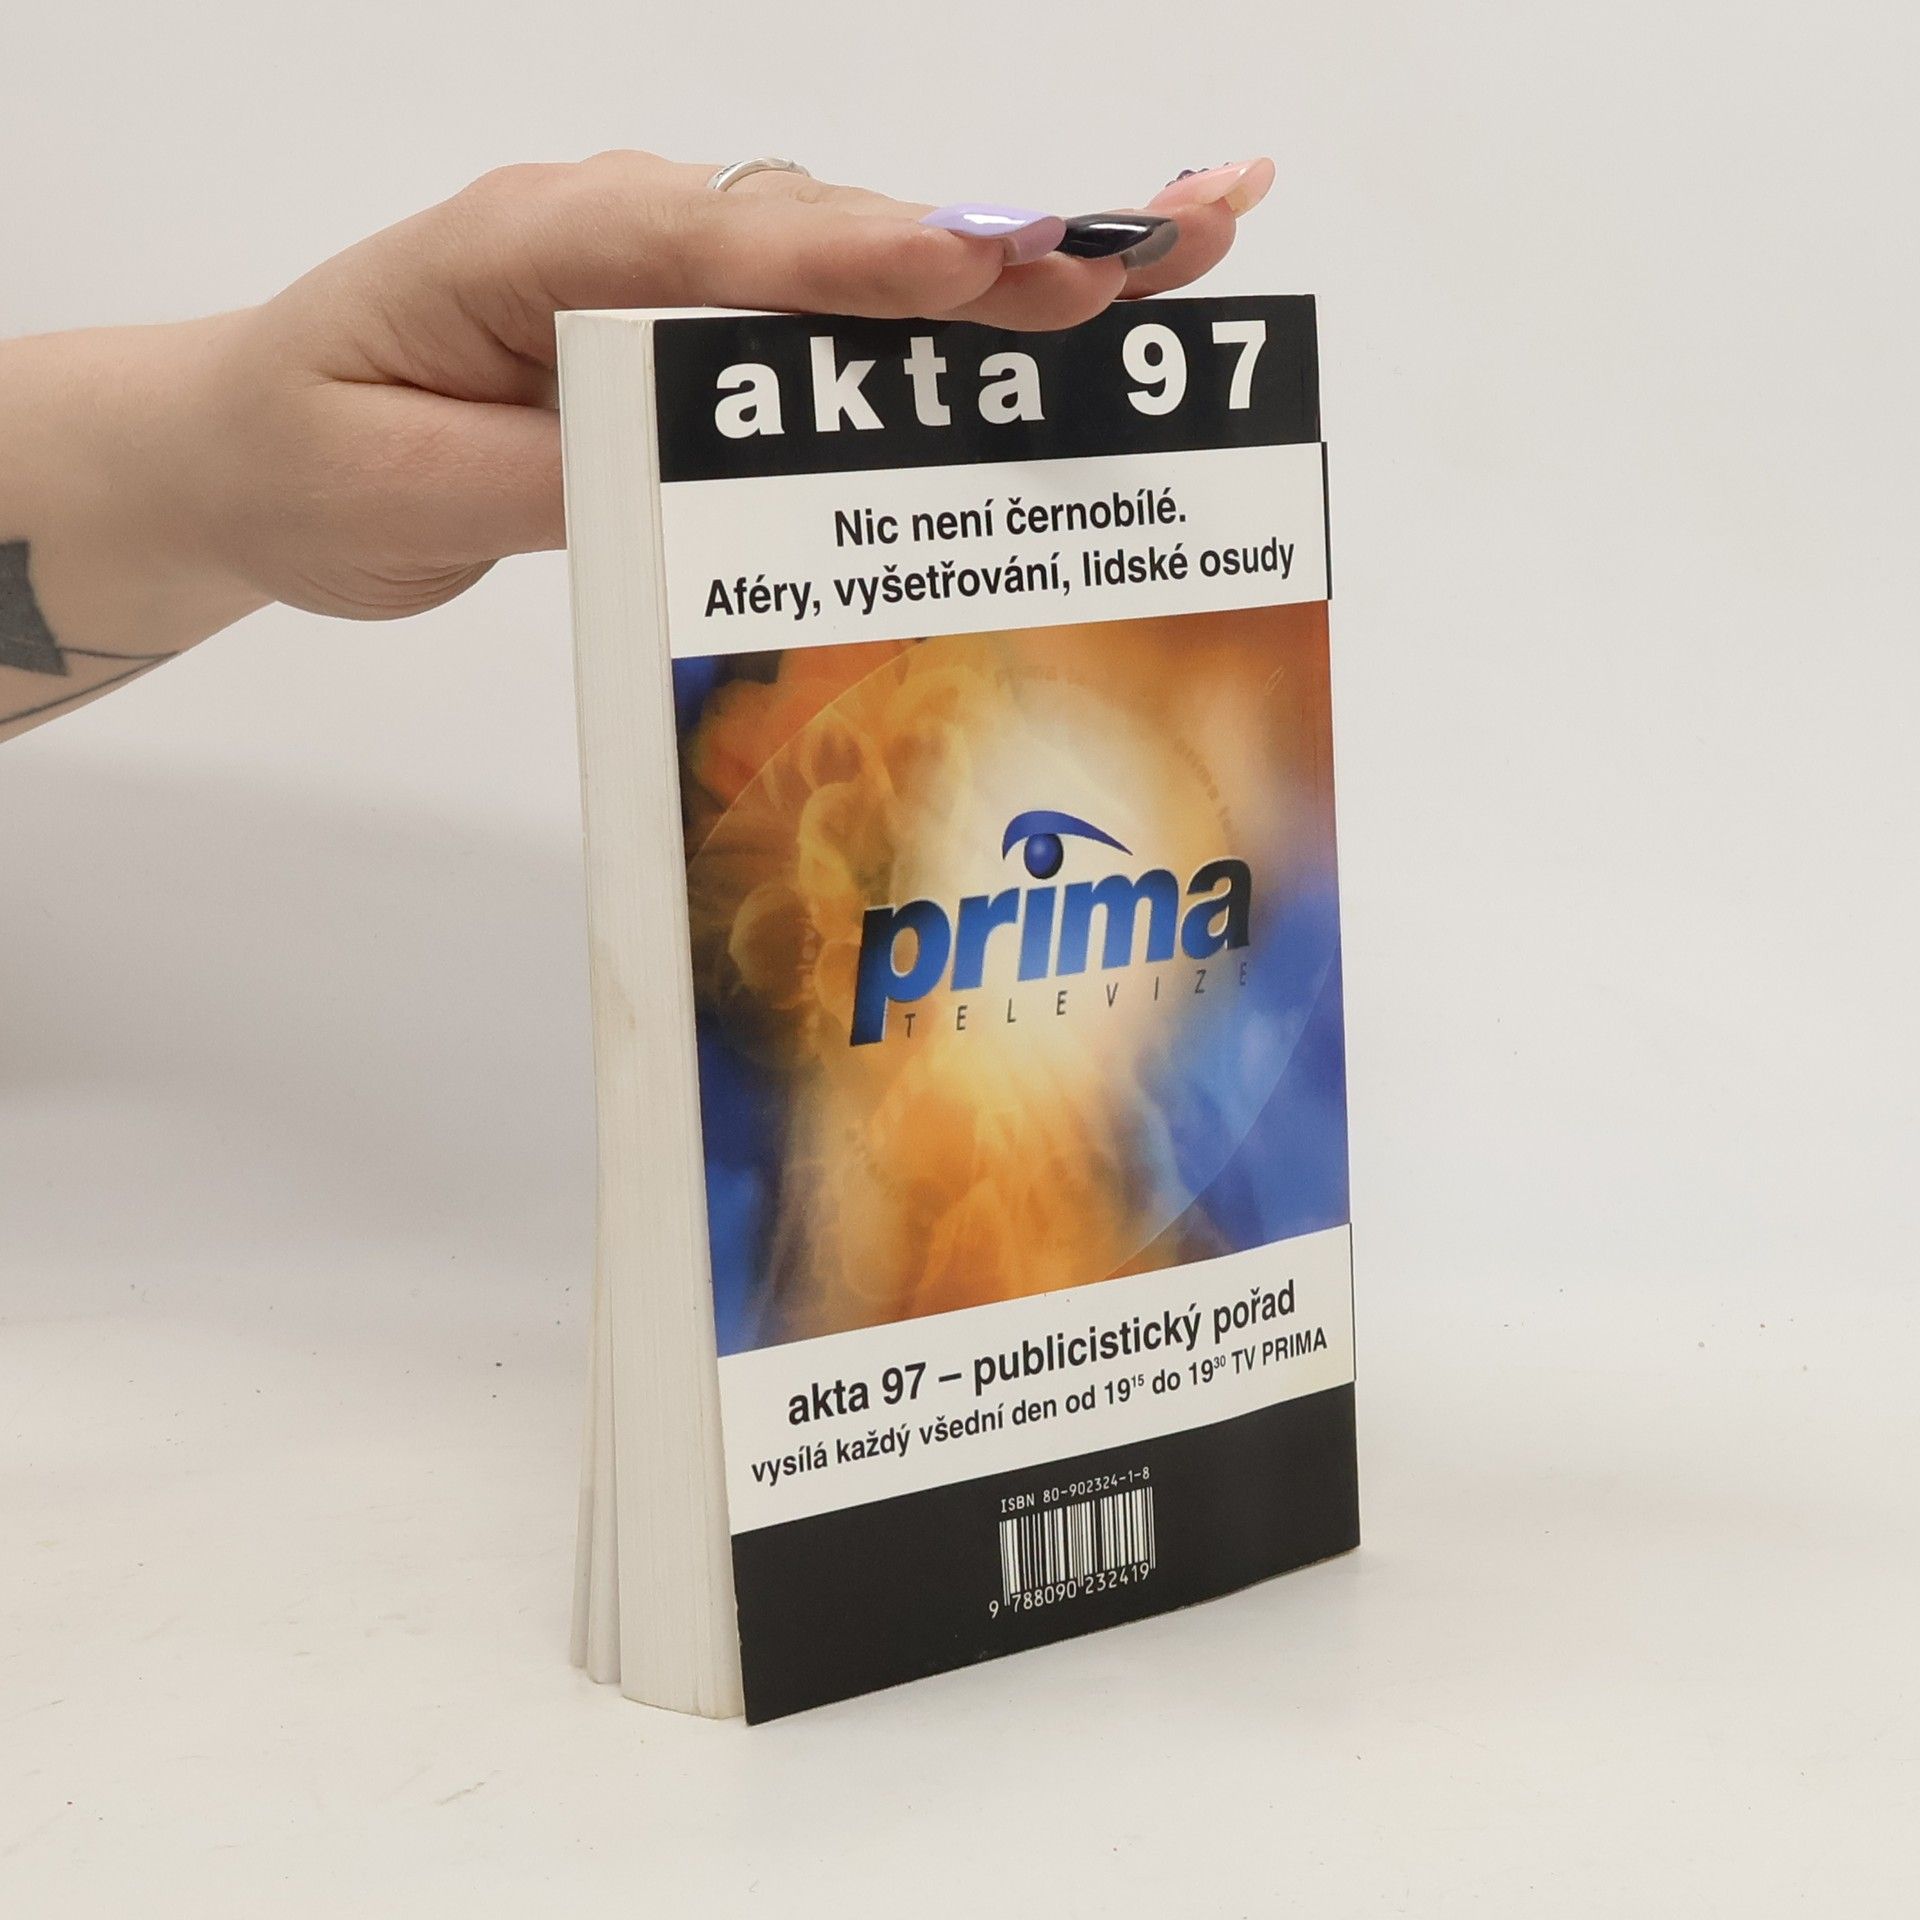 akta 97
Nic není černobílé.
Aféry, vyšetřování, lidské osudy
prima
TELEVIZE
akta 97 – publicistický pořad
vysílá každý všední den od 19¹⁵ do 19³⁰ TV PRIMA
ISBN 80-902324-1-8
9 788090 232419